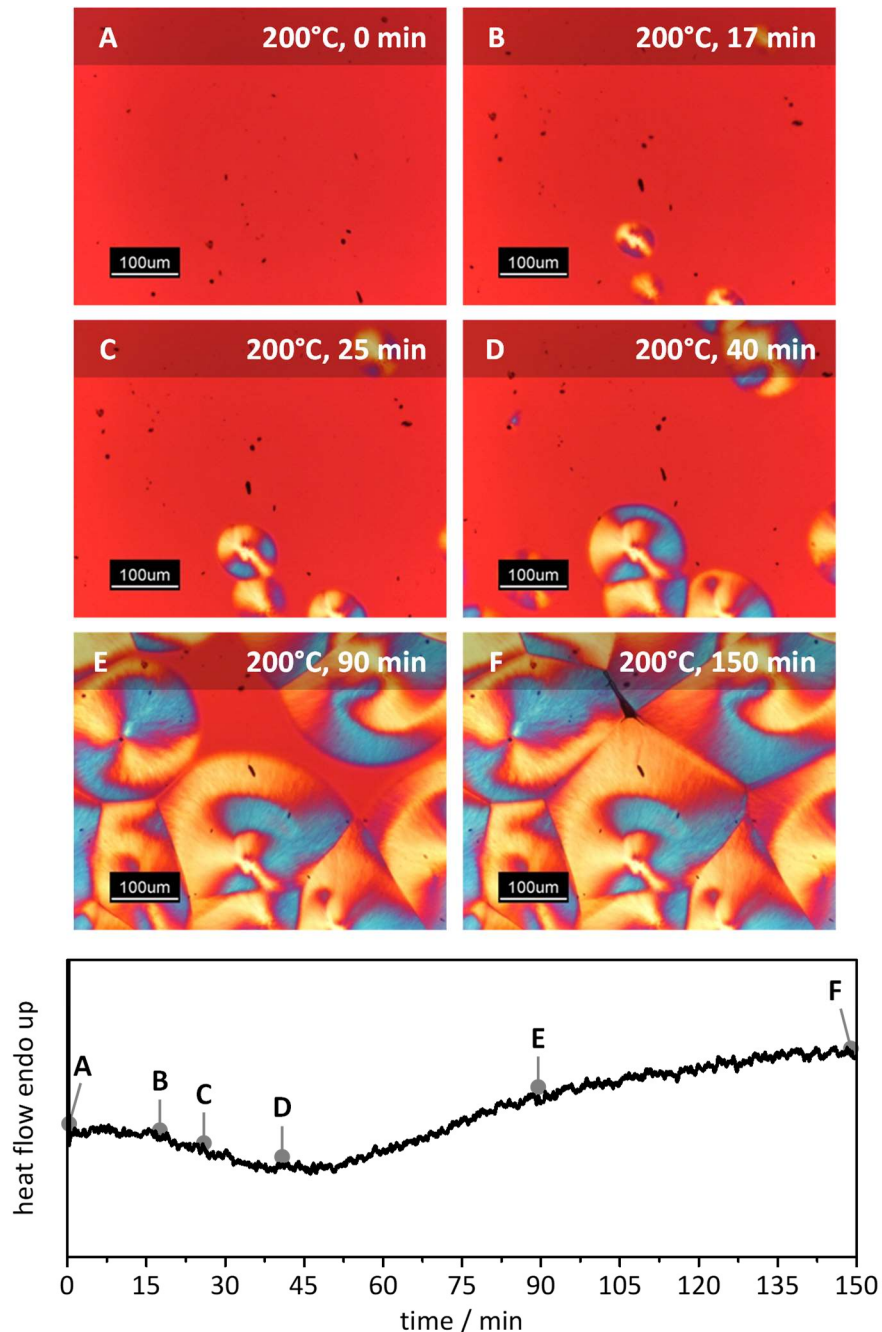 A 200°C, 0 min
B 200°C, 17 min
100um
100um
C 200°C, 25 min
D 200°C, 40 min
100um
100um
E 200°C, 90 min
F 200°C, 150 min
100um
100um
heat flow endo up
A
B
C
D
E
F
0 15 30 45 60 75 90 105 120 135 150
time / min